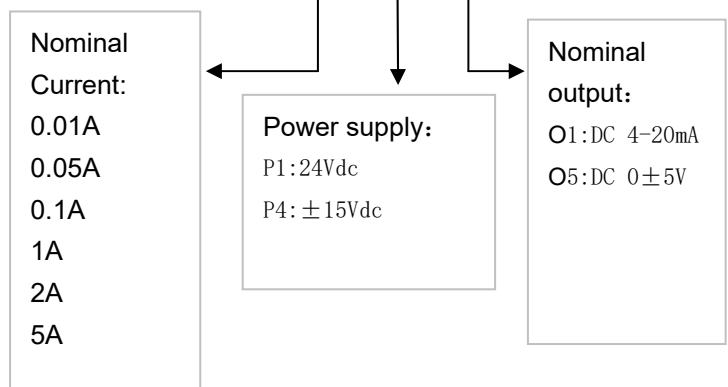 Nominal
Current:
0.01A
0.05A
0.1A
1A
2A
5A
Power supply：
P1:24Vdc
P4:±15Vdc
Nominal
output：
O1:DC 4-20mA
O5:DC 0±5V